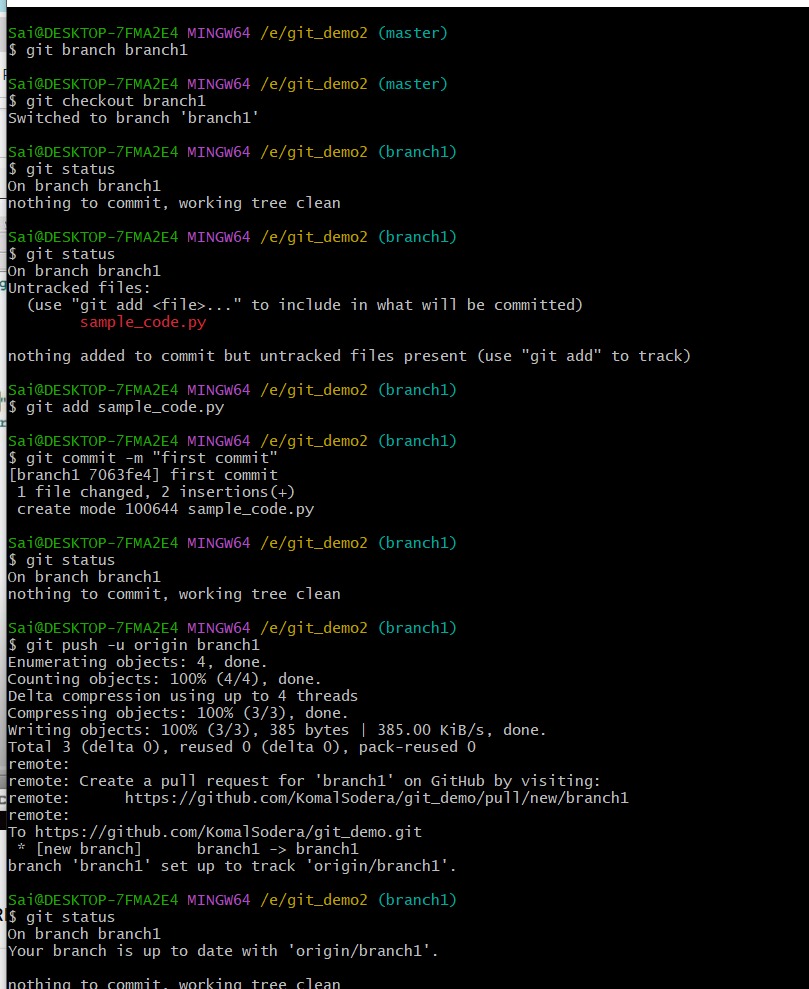 Sai@DESKTOP-7FMA2E4 MINGW64 /e/git_demo2 (master)
$ git branch branch1
Sai@DESKTOP-7FMA2E4 MINGW64 /e/git_demo2 (master)
$ git checkout branch1
Switched to branch 'branch1'
Sai@DESKTOP-7FMA2E4 MINGW64 /e/git_demo2 (branch1)
$ git status
On branch branch1
nothing to commit, working tree clean
Sai@DESKTOP-7FMA2E4 MINGW64 /e/git_demo2 (branch1)
$ git status
On branch branch1
Untracked files:
  (use "git add <file>..." to include in what will be committed)
        sample_code.py
nothing added to commit but untracked files present (use "git add" to track)
Sai@DESKTOP-7FMA2E4 MINGW64 /e/git_demo2 (branch1)
$ git add sample_code.py
Sai@DESKTOP-7FMA2E4 MINGW64 /e/git_demo2 (branch1)
$ git commit -m "first commit"
[branch1 7063fe4] first commit
 1 file changed, 2 insertions(+)
 create mode 100644 sample_code.py
Sai@DESKTOP-7FMA2E4 MINGW64 /e/git_demo2 (branch1)
$ git status
On branch branch1
nothing to commit, working tree clean
Sai@DESKTOP-7FMA2E4 MINGW64 /e/git_demo2 (branch1)
$ git push -u origin branch1
Enumerating objects: 4, done.
Counting objects: 100% (4/4), done.
Delta compression using up to 4 threads
Compressing objects: 100% (3/3), done.
Writing objects: 100% (3/3), 385 bytes | 385.00 KiB/s, done.
Total 3 (delta 0), reused 0 (delta 0), pack-reused 0
remote:
remote: Create a pull request for 'branch1' on GitHub by visiting:
remote:      https://github.com/KomalSodera/git_demo/pull/new/branch1
remote:
To https://github.com/KomalSodera/git_demo.git
 * [new branch]      branch1 -> branch1
branch 'branch1' set up to track 'origin/branch1'.
Sai@DESKTOP-7FMA2E4 MINGW64 /e/git_demo2 (branch1)
$ git status
On branch branch1
Your branch is up to date with 'origin/branch1'.
nothing to commit, working tree clean